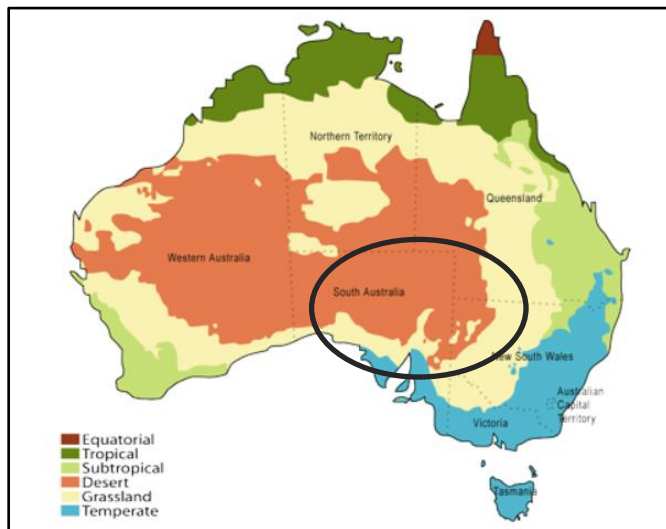 Northern Territory
Queensland
Western Australia
South Australia
New South Wales
Australian
Capital
Territory
Victoria
Tasmania
Equatorial
Tropical
Subtropical
Desert
Grassland
Temperate